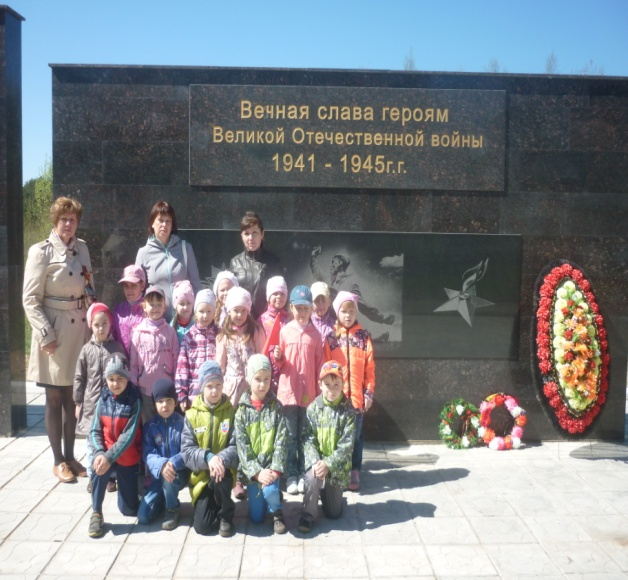 Вечная слава героям
Великой Отечественной войны
1941 - 1945г.г.